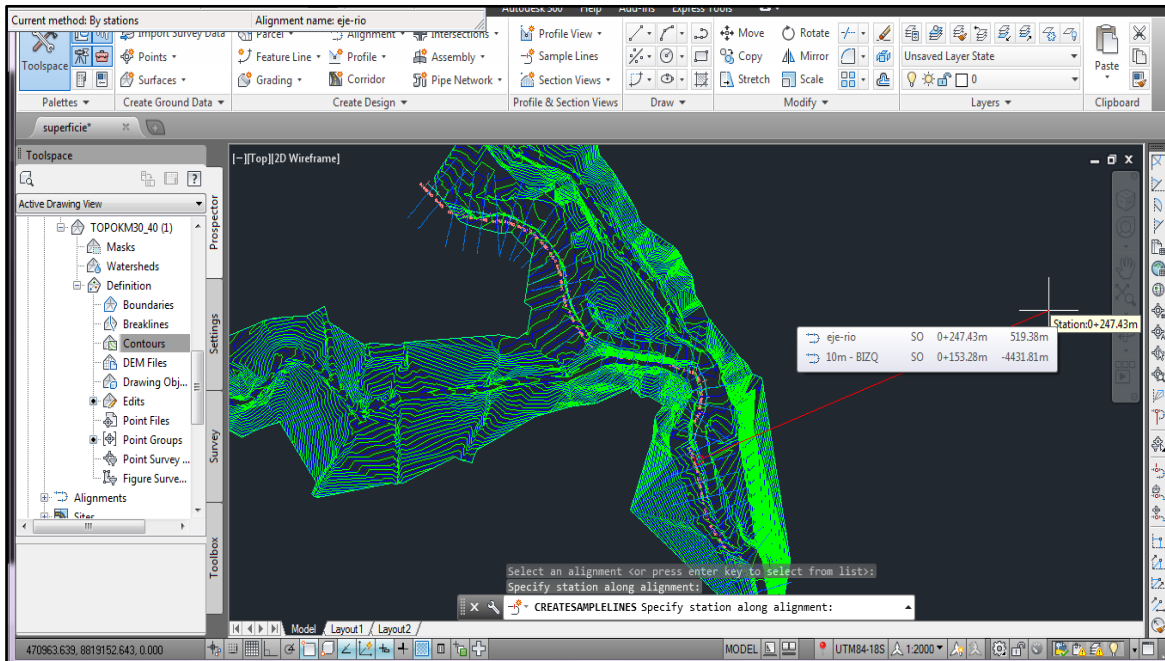 Current method: By stations Alignment name: eje-rio
Autodesk 360 Help Add-ins Express Tools
Toolspace
Import Survey Data
Points
Surfaces
Parcel
Feature Line
Grading
Alignment
Profile
Corridor
Intersections
Assembly
Pipe Network
Profile View
Sample Lines
Section Views
Move
Copy
Stretch
Rotate
Mirror
Scale
Unsaved Layer State
0
Paste
Palettes
Create Ground Data
Create Design
Profile & Section Views
Draw
Modify
Layers
Clipboard
superficie*
Toolspace
Active Drawing View
TOPOKM30_40 (1)
Masks
Watersheds
Definition
Boundaries
Breaklines
Contours
DEM Files
Drawing Obj...
Edits
Point Files
Point Groups
Point Survey ...
Figure Surve...
Alignments
Sites
Prospector
Settings
Survey
Toolbox
[−][Top][2D Wireframe]
Station:0+247.43m
eje-rio SO 0+247.43m 519.38m
10m - BIZQ SO 0+153.28m -4431.81m
Select an alignment <or press enter key to select from list>:
Specify station along alignment:
CREATESAMPLELINES Specify station along alignment:
Model Layout1 Layout2
470963.639, 8819152.643, 0.000
MODEL
UTM84-18S
1:2000